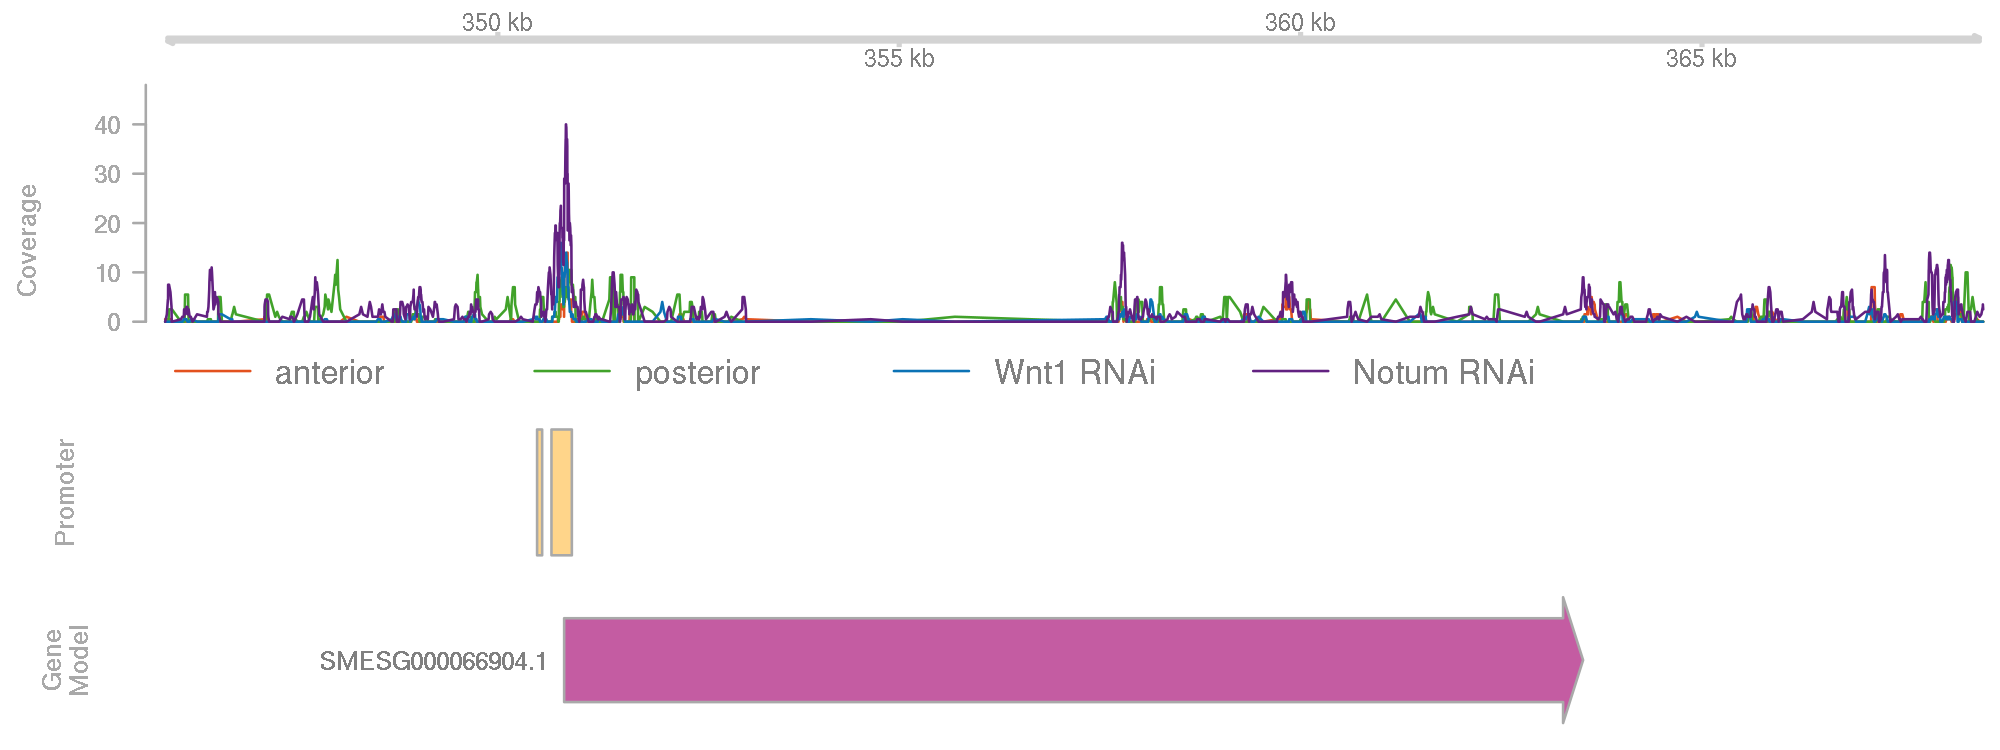 350 kb
360 kb
355 kb
365 kb
Coverage
40
30
20
10
0
anterior
posterior
Wnt1 RNAi
Notum RNAi
Promoter
Gene
Model
SMESG000066904.1